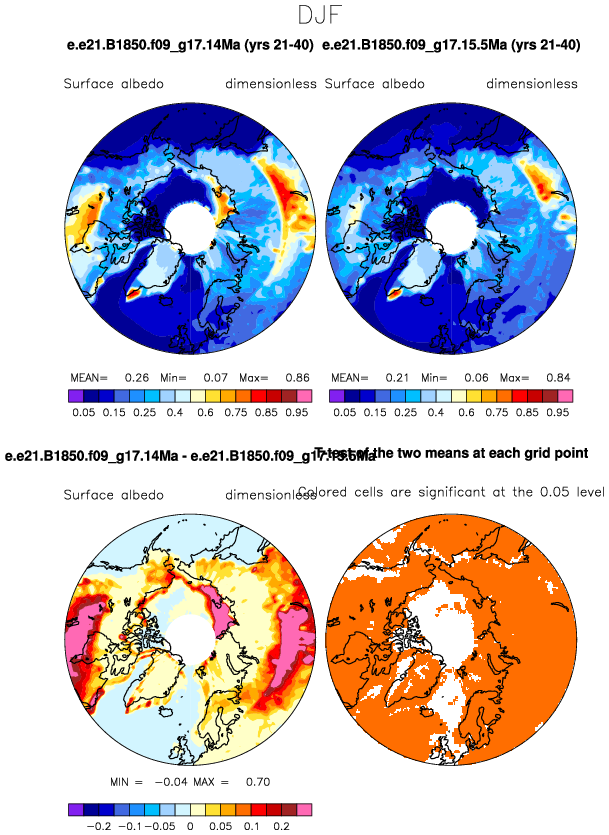 DJF
e.e21.B1850.f09_g17.14Ma (yrs 21-40) e.e21.B1850.f09_g17.15.5Ma (yrs 21-40)
Surface albedo dimensionless Surface albedo dimensionless
MEAN= 0.26 Min= 0.07 Max= 0.86 MEAN= 0.21 Min= 0.06 Max= 0.84
0.05 0.15 0.25 0.4 0.6 0.75 0.85 0.95 0.05 0.15 0.25 0.4 0.6 0.75 0.85 0.95
e.e21.B1850.f09_g17.14Ma - e.e21.B1850.f09_g17.15.5Ma T-test of the two means at each grid point
Surface albedo dimensionless Colored cells are significant at the 0.05 level
MIN = -0.04 MAX = 0.70
-0.2 -0.1 -0.05 0 0.05 0.1 0.2